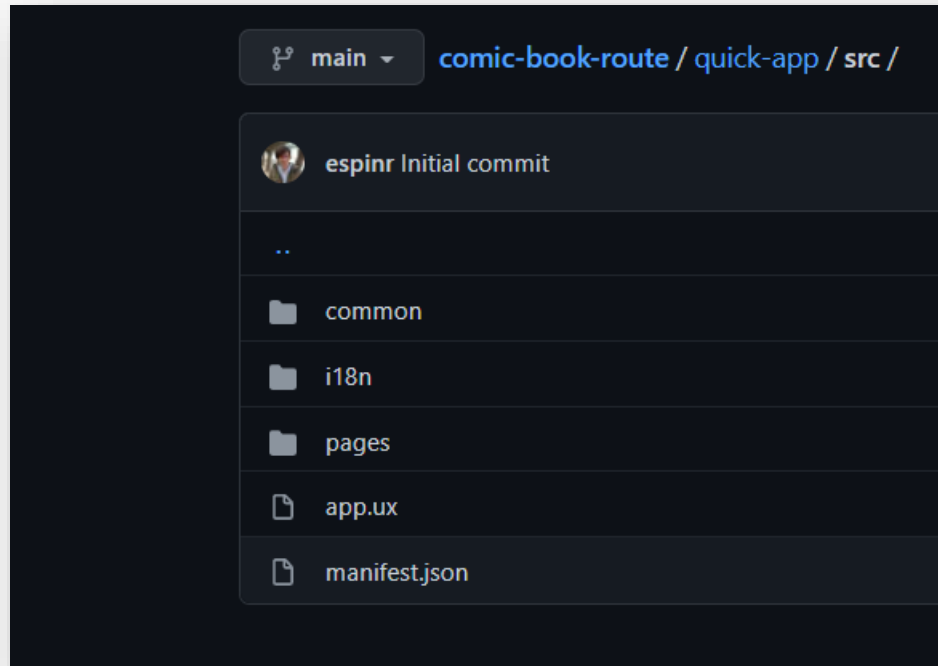 main comic-book-route / quick-app / src /
espinr Initial commit
..
common
i18n
pages
app.ux
manifest.json